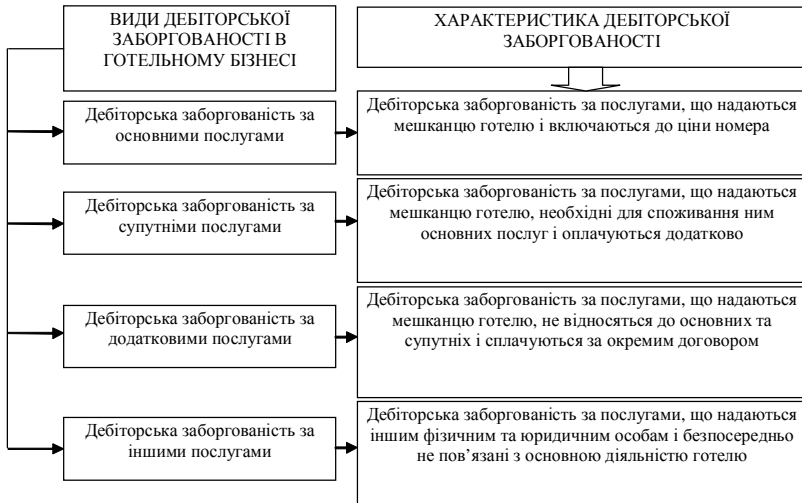 ВИДИ ДЕБІТОРСЬКОЇ
ЗАБОРГОВАНОСТІ В
ГОТЕЛЬНОМУ БІЗНЕСІ
ХАРАКТЕРИСТИКА ДЕБІТОРСЬКОЇ
ЗАБОРГОВАНОСТІ
Дебіторська заборгованість за
основними послугами
Дебіторська заборгованість за послугами, що надаються
мешканцю готелю і включаються до ціни номера
Дебіторська заборгованість за
супутніми послугами
Дебіторська заборгованість за послугами, що надаються
мешканцю готелю, необхідні для споживання ним
основних послуг і оплачуються додатково
Дебіторська заборгованість за
додатковими послугами
Дебіторська заборгованість за послугами, що надаються
мешканцю готелю, не відносяться до основних та
супутніх і сплачуються за окремим договором
Дебіторська заборгованість за
іншими послугами
Дебіторська заборгованість за послугами, що надаються
іншим фізичним та юридичним особам і безпосередньо
не пов’язані з основною діяльністю готелю